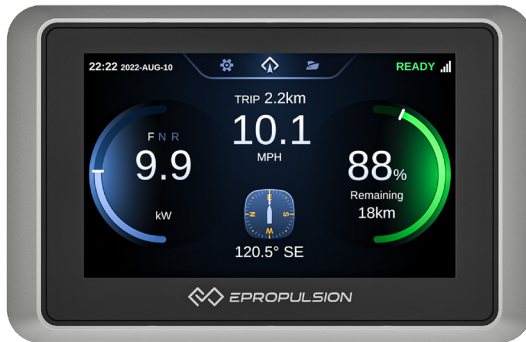 22:22 2022-AUG-10
READY
TRIP 2.2km
10.1
MPH
F N R
9.9
kW
88%
Remaining
18km
E
N S
W
120.5° SE
EPROPULSION